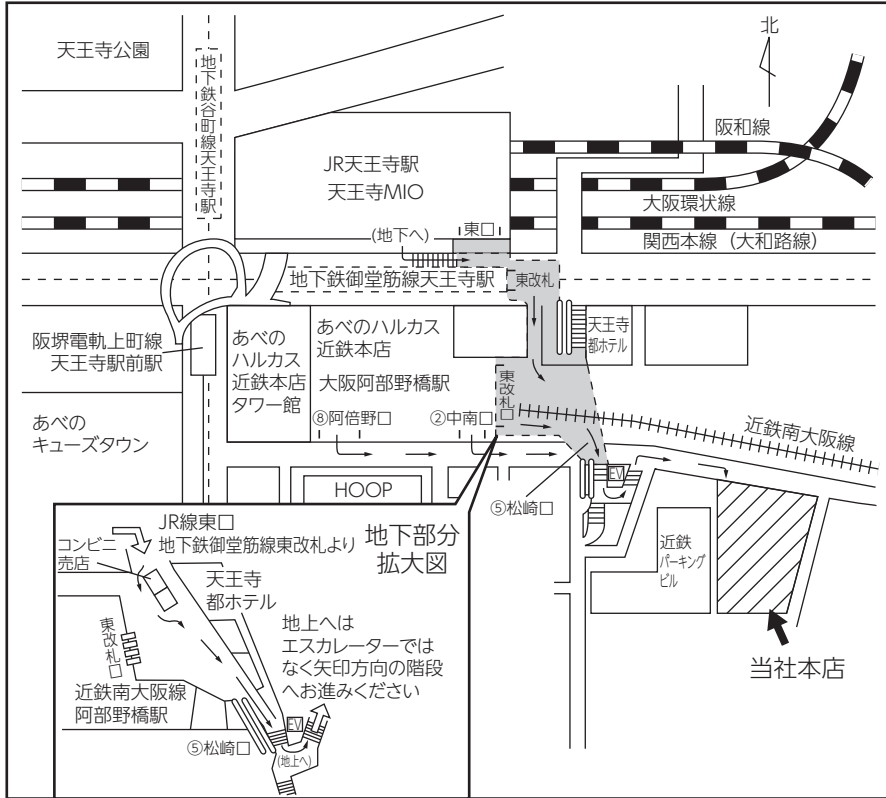 天王寺公園
地下鉄谷町線天王寺駅
北
阪和線
JR天王寺駅
天王寺MIO
大阪環状線
(地下へ)
東口
関西本線（大和路線）
地下鉄御堂筋線天王寺駅
東改札
阪堺電軌上町線
天王寺駅前駅
あべの
ハルカス
近鉄本店
タワー館
あべのハルカス
近鉄本店
大阪阿部野橋駅
天王寺
都ホテル
東改札口
近鉄南大阪線
あべの
キューズタウン
⑧阿倍野口
②中南口
EV
HOOP
⑤松崎口
近鉄
パーキング
ビル
当社本店
JR線東口
地下鉄御堂筋線東改札より
地下部分
拡大図
コンビニ
売店
天王寺
都ホテル
東改札口
地上へは
エスカレーターでは
なく矢印方向の階段
へお進みください
近鉄南大阪線
阿部野橋駅
EV
⑤松崎口
(地上へ)